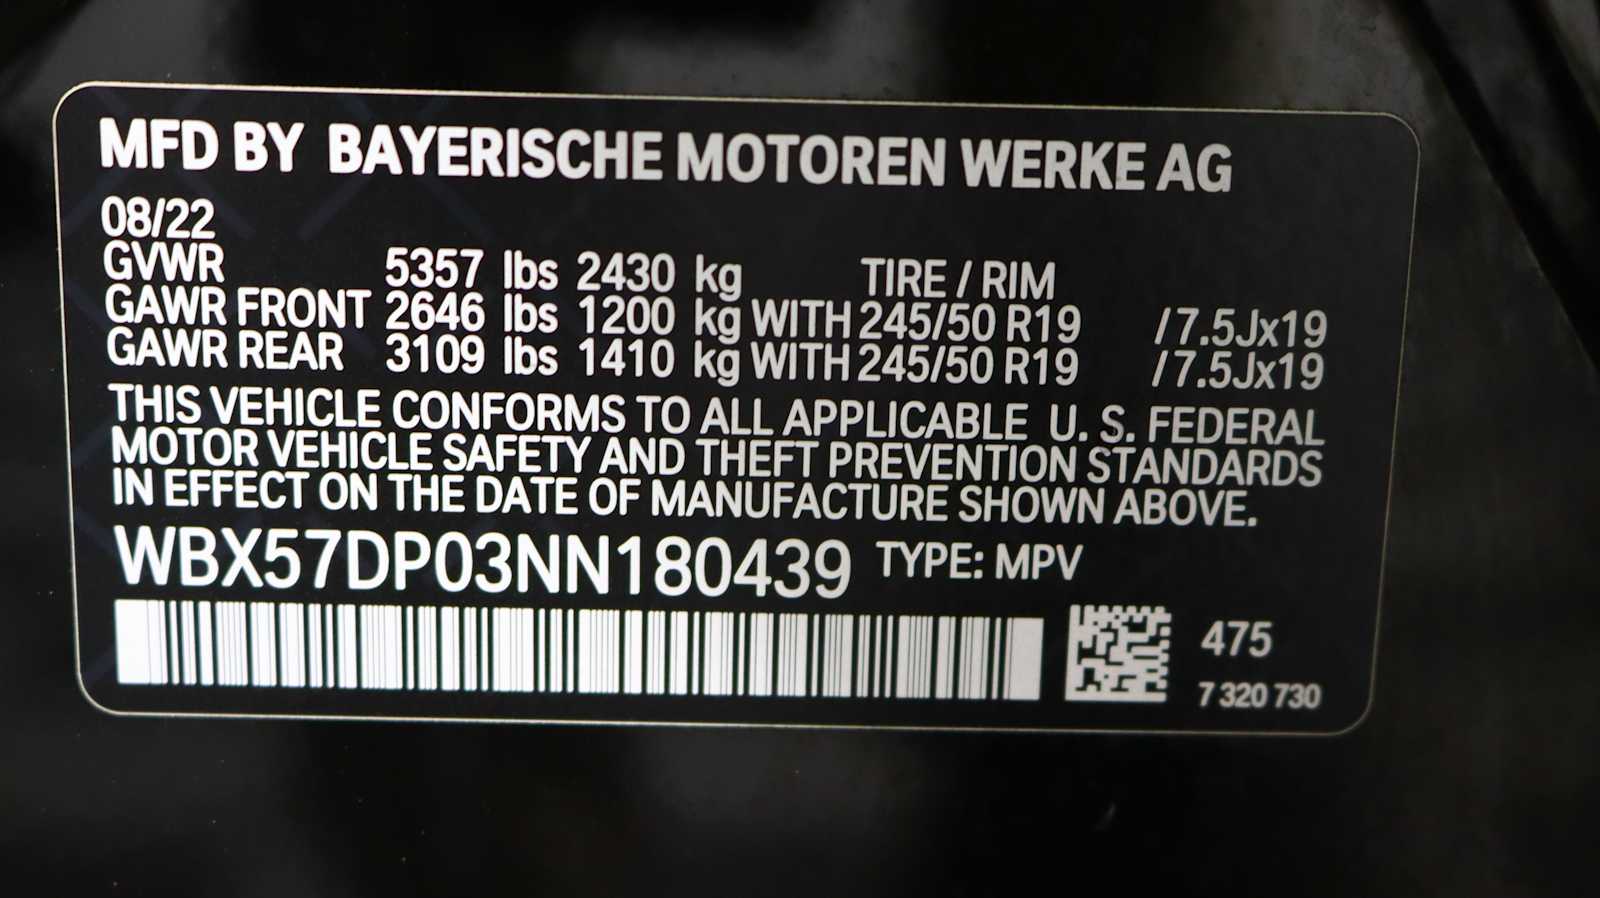 MFD BY BAYERISCHE MOTOREN WERKE AG
08/22
GVWR 5357 lbs 2430 kg TIRE / RIM
GAWR FRONT 2646 lbs 1200 kg WITH 245/50 R19 /7.5Jx19
GAWR REAR 3109 lbs 1410 kg WITH 245/50 R19 /7.5Jx19
THIS VEHICLE CONFORMS TO ALL APPLICABLE U. S. FEDERAL
MOTOR VEHICLE SAFETY AND THEFT PREVENTION STANDARDS
IN EFFECT ON THE DATE OF MANUFACTURE SHOWN ABOVE.
WBX57DP03NN180439 TYPE: MPV
475
7 320 730